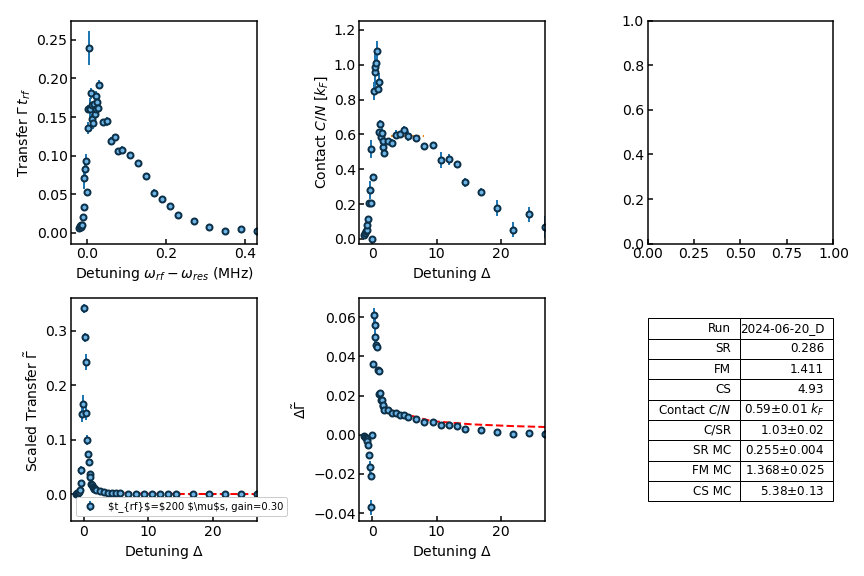 0.25
0.20
0.15
0.10
0.05
0.00
0.0 0.2 0.4
Transfer Γ t_rf
Detuning ω_rf − ω_res (MHz)
1.2
1.0
0.8
0.6
0.4
0.2
0.0
0 10 20
Contact C/N [k_F]
Detuning Δ
1.0
0.8
0.6
0.4
0.2
0.0
0.00 0.25 0.50 0.75 1.00
0.3
0.2
0.1
0.0
0 20
Scaled Transfer Γ̃
Detuning Δ
$t_{rf}$=$200 $\mu$s, gain=0.30
0.06
0.04
0.02
0.00
−0.02
−0.04
0 10 20
ΔΓ̃
Detuning Δ
Run 2024-06-20_D
SR 0.286
FM 1.411
CS 4.93
Contact C/N 0.59±0.01 k_F
C/SR 1.03±0.02
SR MC 0.255±0.004
FM MC 1.368±0.025
CS MC 5.38±0.13